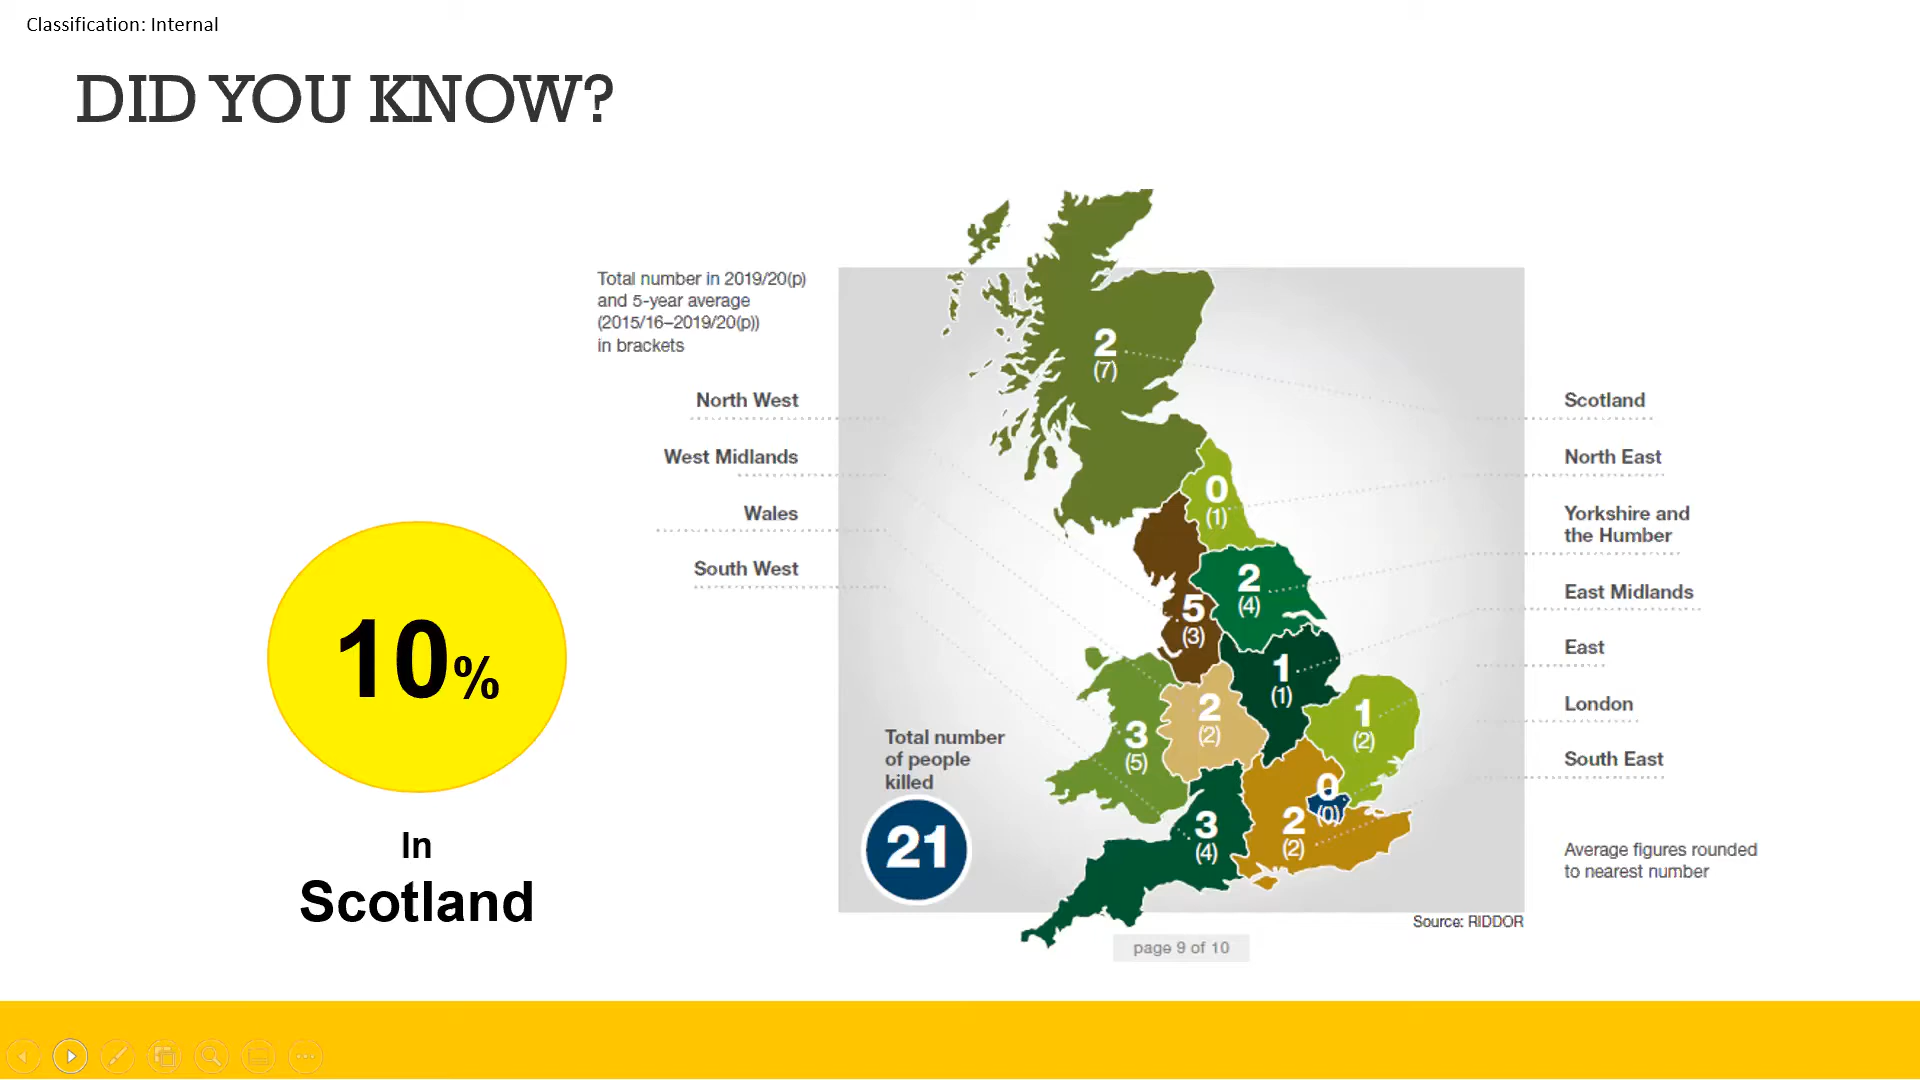 Classification: Internal
DID YOU KNOW?
Total number in 2019/20(p)
and 5-year average
(2015/16–2019/20(p))
in brackets
North West
West Midlands
Wales
South West
10%
In
Scotland
2
(7)
0
(1)
2
(4)
5
(3)
1
(1)
2
(2)
1
(2)
3
(5)
0
(0)
3
(4)
2
(2)
Total number
of people
killed
21
Scotland
North East
Yorkshire and
the Humber
East Midlands
East
London
South East
Average figures rounded
to nearest number
Source: RIDDOR
page 9 of 10